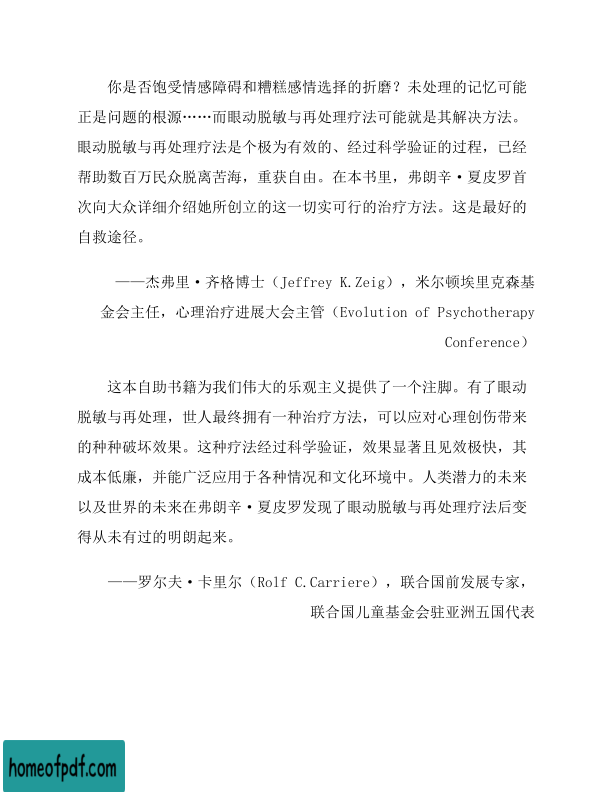 你是否饱受情感障碍和糟糕感情选择的折磨？未处理的记忆可能
正是问题的根源……而眼动脱敏与再处理疗法可能就是其解决方法。
眼动脱敏与再处理疗法是个极为有效的、经过科学验证的过程，已经
帮助数百万民众脱离苦海，重获自由。在本书里，弗朗辛·夏皮罗首
次向大众详细介绍她所创立的这一切实可行的治疗方法。这是最好的
自救途径。
——杰弗里·齐格博士（Jeffrey K.Zeig），米尔顿埃里克森基
金会主任，心理治疗进展大会主管（Evolution of Psychotherapy
Conference）
这本自助书籍为我们伟大的乐观主义提供了一个注脚。有了眼动
脱敏与再处理，世人最终拥有一种治疗方法，可以应对心理创伤带来
的种种破坏效果。这种疗法经过科学验证，效果显著且见效极快，其
成本低廉，并能广泛应用于各种情况和文化环境中。人类潜力的未来
以及世界的未来在弗朗辛·夏皮罗发现了眼动脱敏与再处理疗法后变
得从未有过的明朗起来。
——罗尔夫·卡里尔（Rolf C.Carriere），联合国前发展专家，
联合国儿童基金会驻亚洲五国代表
homeofpdf.com